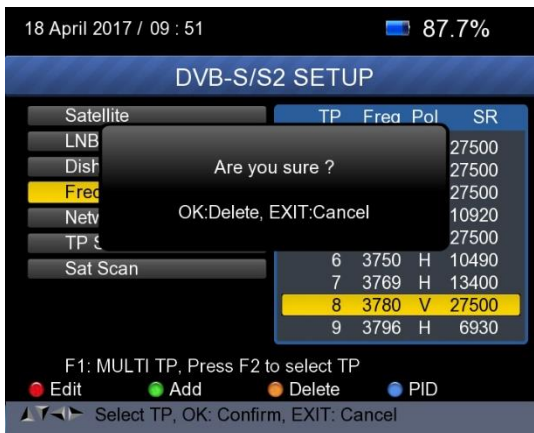 18 April 2017 / 09 : 51 87.7%
DVB-S/S2 SETUP
Satellite
LNB
Dish
Freq
Netw
TP S
Sat Scan
TP Freq Pol SR
27500
27500
27500
10920
27500
6 3750 H 10490
7 3769 H 13400
8 3780 V 27500
9 3796 H 6930
Are you sure ?
OK:Delete, EXIT:Cancel
F1: MULTI TP, Press F2 to select TP
Edit Add Delete PID
Select TP, OK: Confirm, EXIT: Cancel